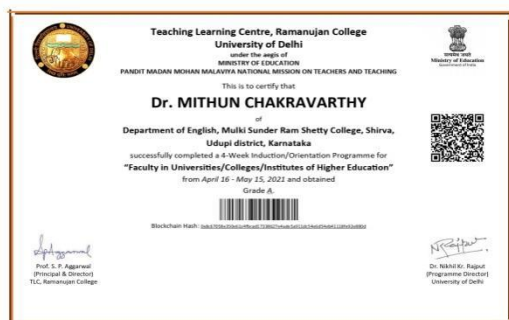 Teaching Learning Centre, Ramanujan College
University of Delhi
under the aegis of
MINISTRY OF EDUCATION
PANDIT MADAN MOHAN MALAVIYA NATIONAL MISSION ON TEACHERS AND TEACHING
Ministry of Education
Government of India
This is to certify that
Dr. MITHUN CHAKRAVARTHY
of
Department of English, Mulki Sunder Ram Shetty College, Shirva,
Udupi district, Karnataka
successfully completed a 4-Week Induction/Orientation Programme for
"Faculty in Universities/Colleges/Institutes of Higher Education"
from April 16 - May 15, 2021 and obtained
Grade A.
Blockchain Hash:
Prof. S. P. Aggarwal
(Principal & Director)
TLC, Ramanujan College
Dr. Nikhil Kr. Rajput
(Programme Director)
University of Delhi